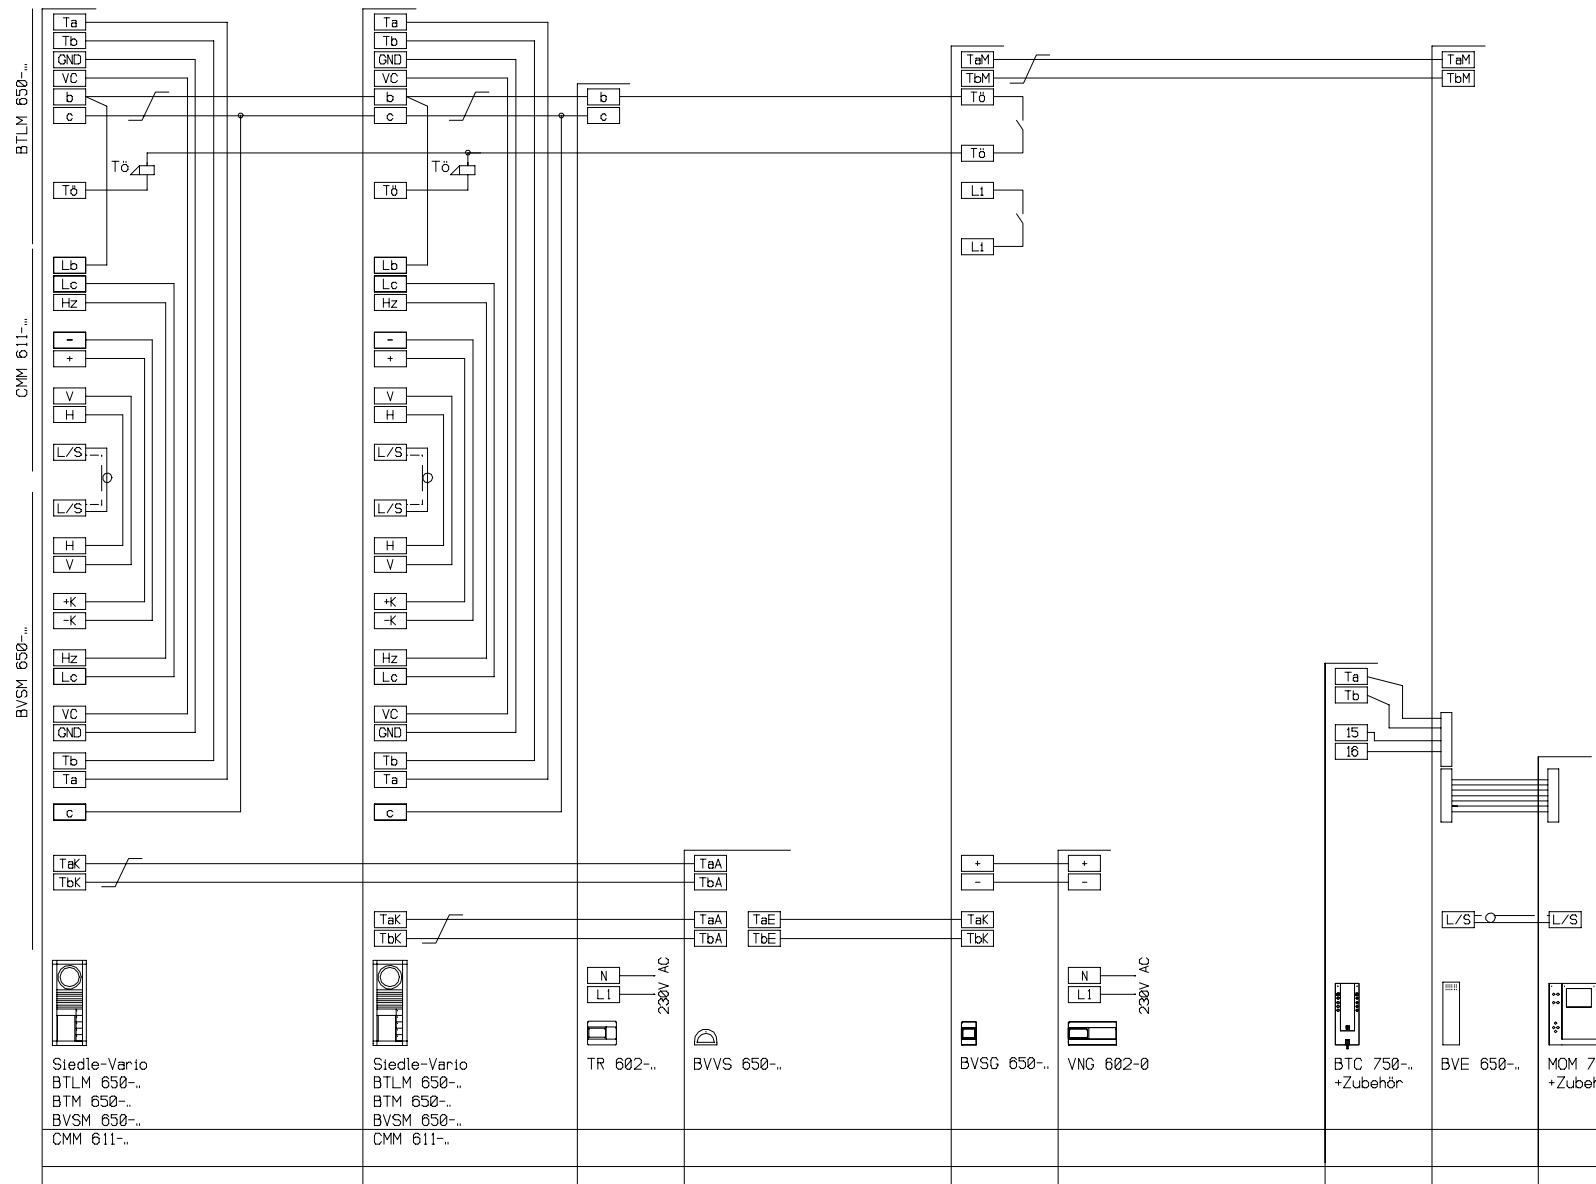 BTLM 650-..
CMM 611-..
BVSM 650-..
Ta
Tb
GND
VC
b
c
Tö
Tö
Lb
Lc
Hz
-
+
V
H
L/S
L/S
H
V
+K
-K
Hz
Lc
VC
GND
Tb
Ta
c
TaK
TbK
Siedle-Vario
BTLM 650-..
BTM 650-..
BVSM 650-..
CMM 611-..
Ta
Tb
GND
VC
b
c
Tö
Tö
Lb
Lc
Hz
-
+
V
H
L/S
L/S
H
V
+K
-K
Hz
Lc
VC
GND
Tb
Ta
c
TaK
TbK
Siedle-Vario
BTLM 650-..
BTM 650-..
BVSM 650-..
CMM 611-..
b
c
N
L1
230V AC
TR 602-..
TaA
TbA
TaA
TbA
TaE
TbE
BVVS 650-..
TaM
TbM
Tö
Tö
L1
L1
+
-
TaK
TbK
BVSG 650-..
+
-
N
L1
230V AC
VNG 602-0
Ta
Tb
15
16
BTC 750-..
+Zubehör
TaM
TbM
L/S
BVE 650-..
L/S
MOM 7
+Zubeh